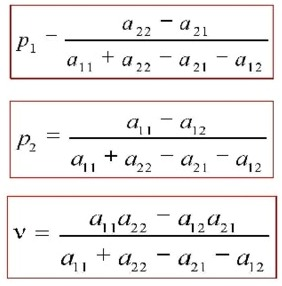 p₁ − (a₂₂ − a₂₁) / (a₁₁ + a₂₂ − a₂₁ − a₁₂)
p₂ = (a₁₁ − a₁₂) / (a₁₁ + a₂₂ − a₂₁ − a₁₂)
ν = (a₁₁a₂₂ − a₁₂a₂₁) / (a₁₁ + a₂₂ − a₂₁ − a₁₂)